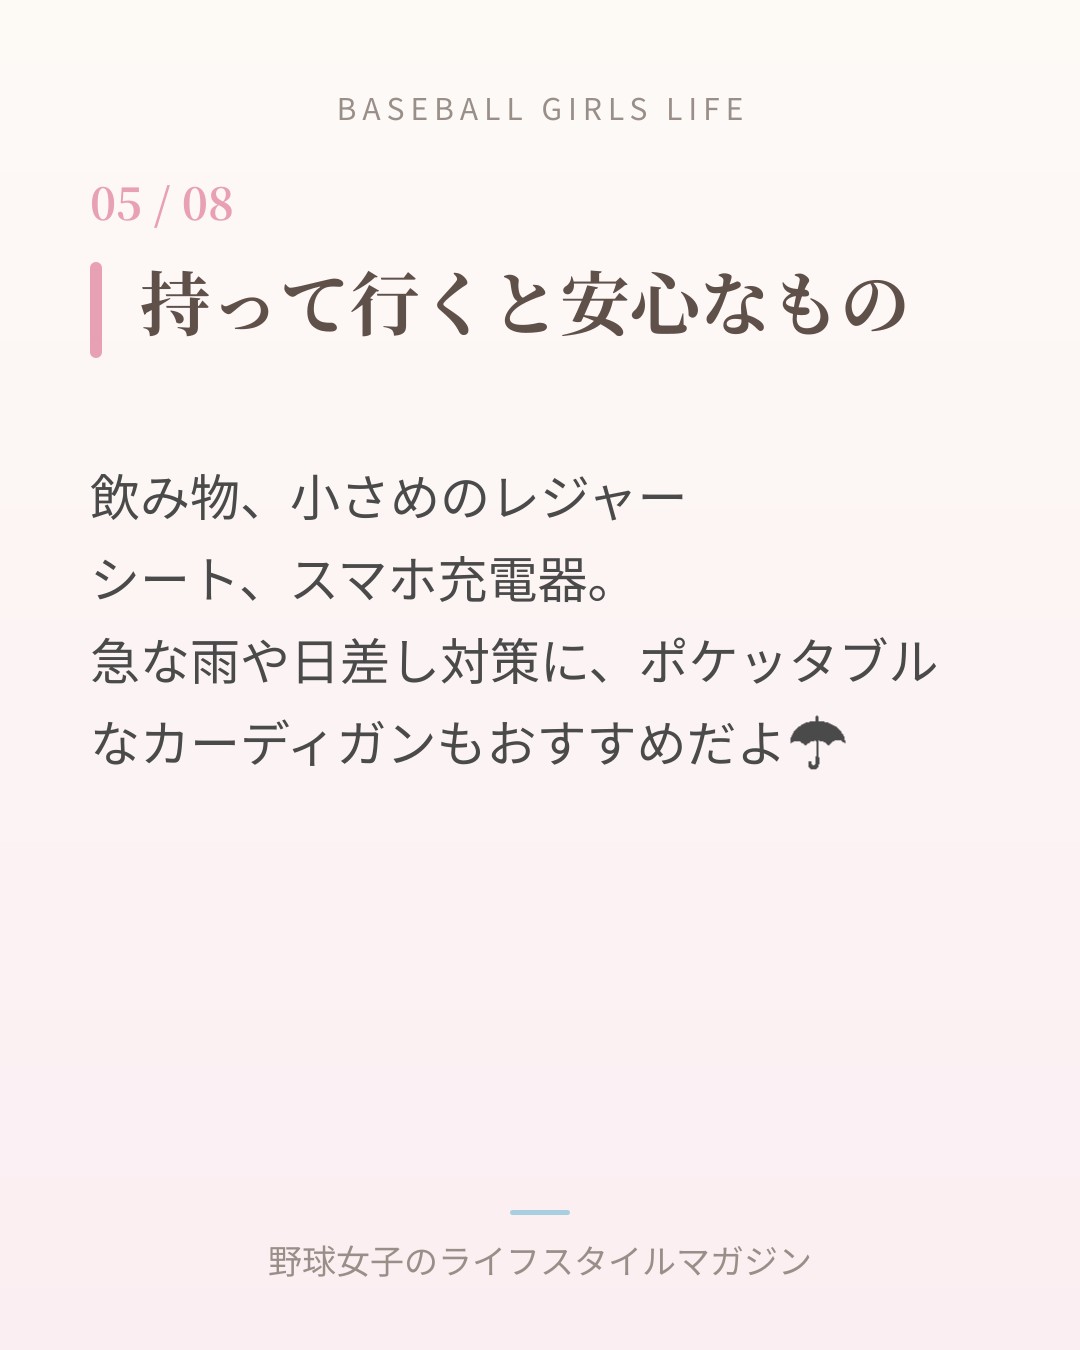 BASEBALL GIRLS LIFE
05 / 08
持って行くと安心なもの
飲み物、小さめのレジャー
シート、スマホ充電器。
急な雨や日差し対策に、ポケッタブル
なカーディガンもおすすめだよ☂
野球女子のライフスタイルマガジン